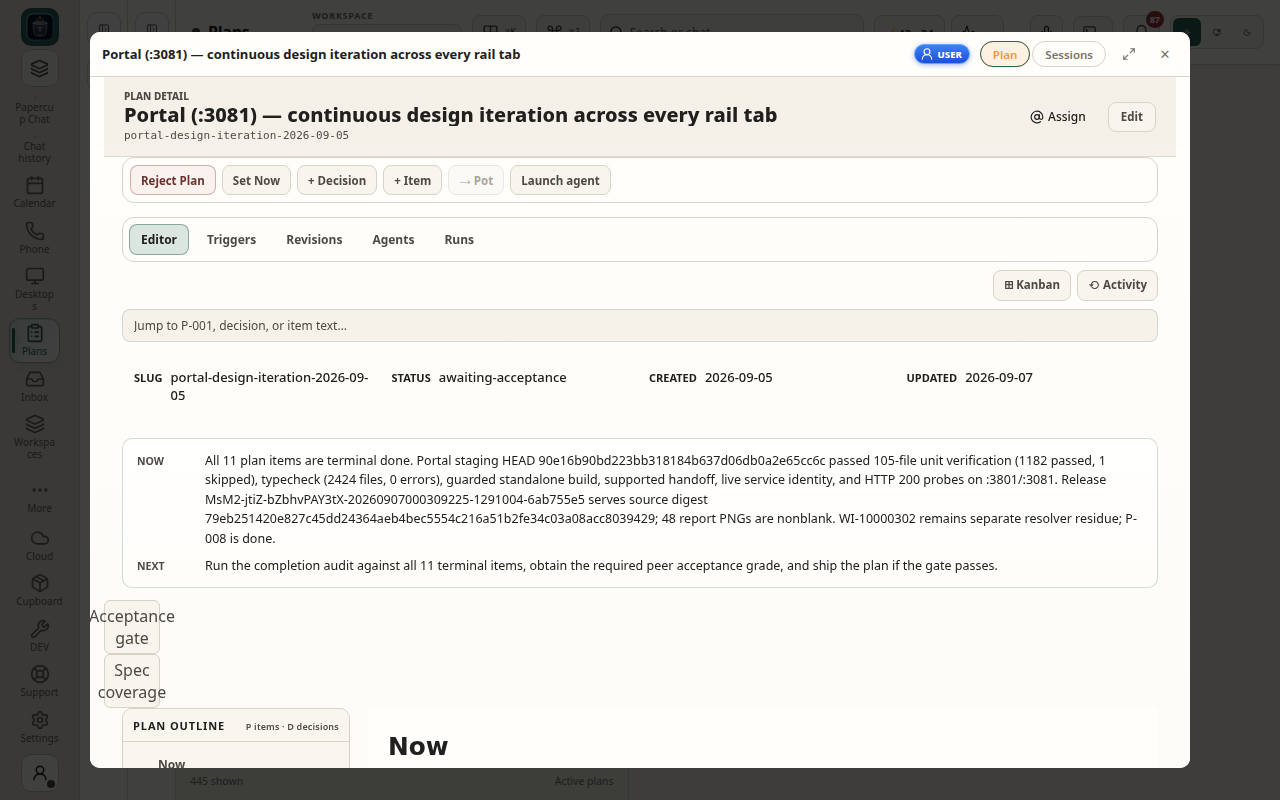 WORKSPACE
Plans
Search or chat
87
Papercu
p Chat
Chat
history
Calendar
Phone
Desktop
s
Plans
Inbox
Workspa
ces
More
Cloud
Cupboard
DEV
Support
Settings
Portal (:3081) — continuous design iteration across every rail tab
USER
Plan
Sessions
PLAN DETAIL
Portal (:3081) — continuous design iteration across every rail tab
portal-design-iteration-2026-09-05
@ Assign
Edit
Reject Plan
Set Now
+ Decision
+ Item
→ Pot
Launch agent
Editor
Triggers
Revisions
Agents
Runs
⊞ Kanban
⟲ Activity
Jump to P-001, decision, or item text...
SLUG portal-design-iteration-2026-09-
05
STATUS awaiting-acceptance
CREATED 2026-09-05
UPDATED 2026-09-07
NOW All 11 plan items are terminal done. Portal staging HEAD 90e16b90bd223bb318184b637d06db0a2e65cc6c passed 105-file unit verification (1182 passed, 1
skipped), typecheck (2424 files, 0 errors), guarded standalone build, supported handoff, live service identity, and HTTP 200 probes on :3801/:3081. Release
MsM2-jtiZ-bZbhvPAY3tX-20260907000309225-1291004-6ab755e5 serves source digest
79eb251420e827c45dd24364aeb4bec5554c216a51b2fe34c03a08acc8039429; 48 report PNGs are nonblank. WI-10000302 remains separate resolver residue; P-
008 is done.
NEXT Run the completion audit against all 11 terminal items, obtain the required peer acceptance grade, and ship the plan if the gate passes.
Acceptance
gate
Spec
coverage
PLAN OUTLINE
P items · D decisions
Now
Now
445 shown
Active plans